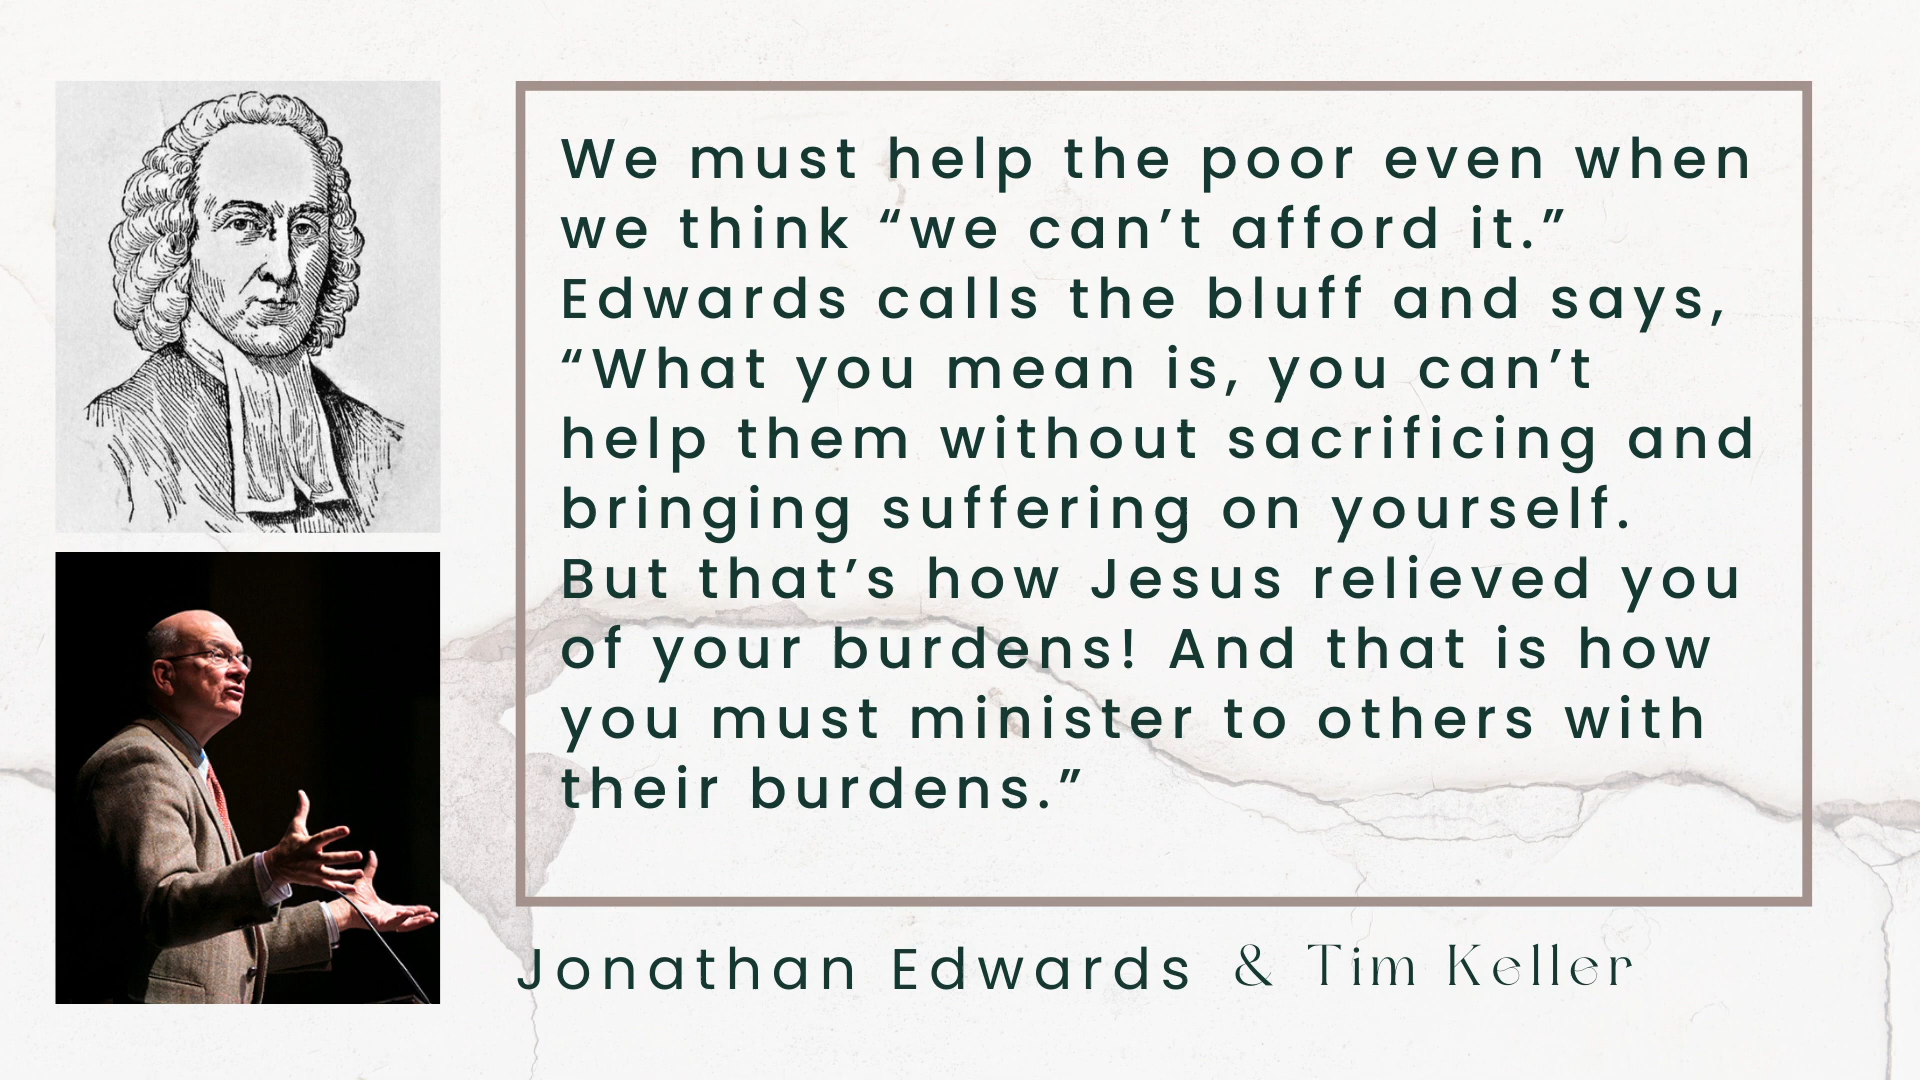 We must help the poor even when
we think “we can’t afford it.”
Edwards calls the bluff and says,
“What you mean is, you can’t
help them without sacrificing and
bringing suffering on yourself.
But that’s how Jesus relieved you
of your burdens! And that is how
you must minister to others with
their burdens.”
Jonathan Edwards & Tim Keller